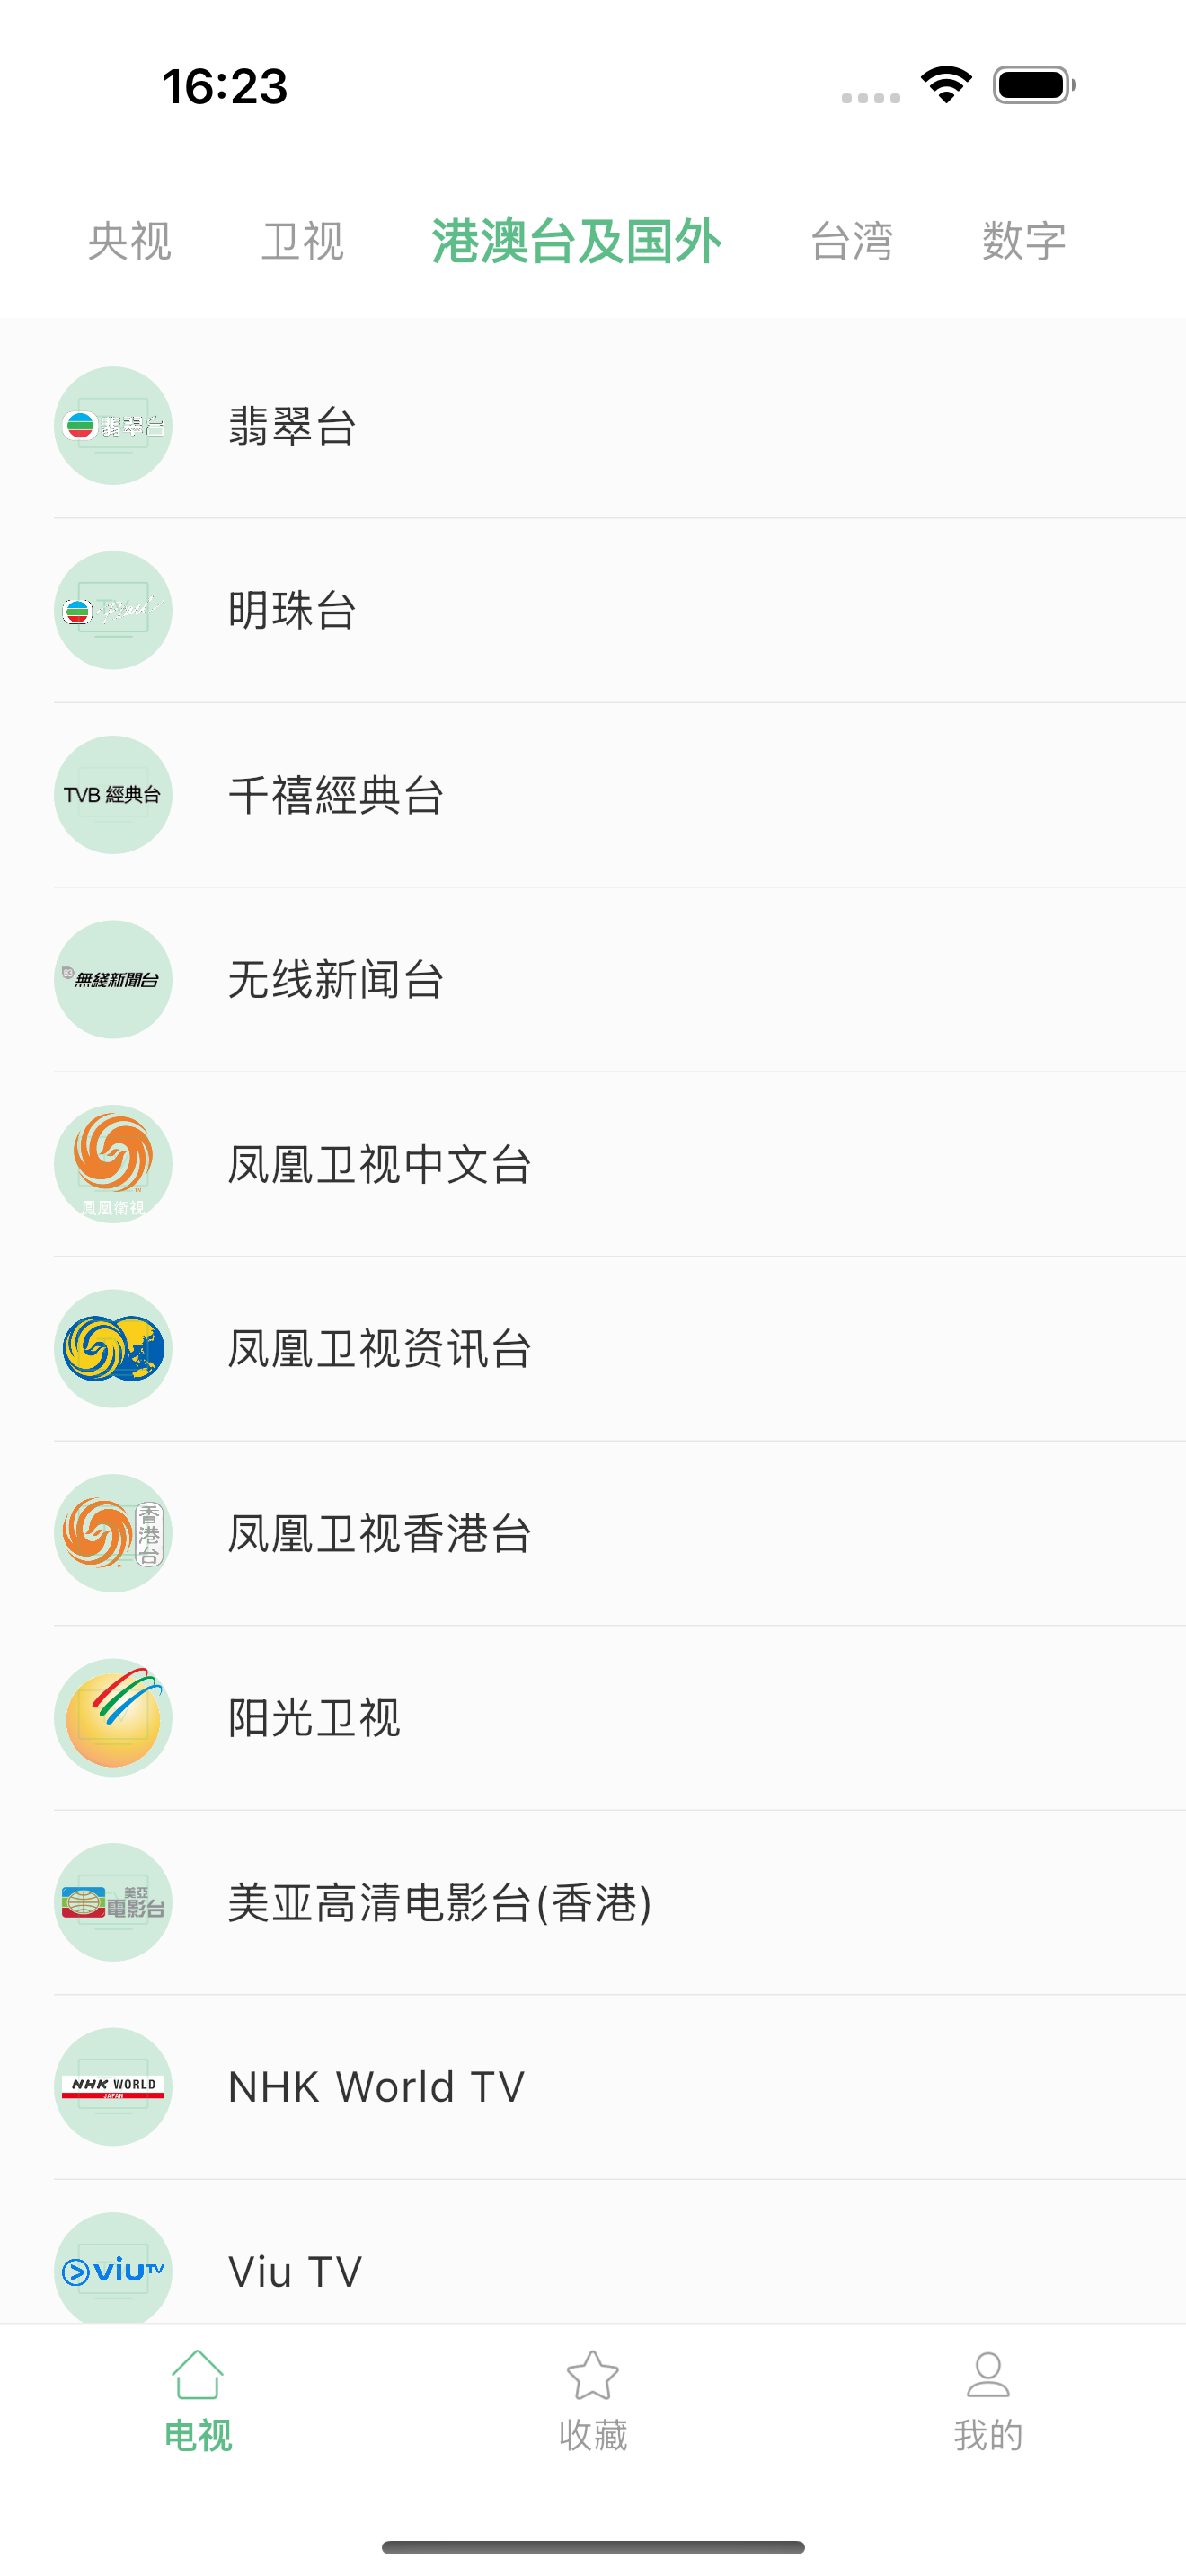 16:23
央视 卫视 港澳台及国外 台湾 数字
翡翠台
翡翠台
明珠台
TVB 經典台
千禧經典台
無綫新聞台
无线新闻台
鳳凰衛視
凤凰卫视中文台
凤凰卫视资讯台
香港台
凤凰卫视香港台
阳光卫视
美亞
電影台
美亚高清电影台(香港)
NHK WORLD
JAPAN
NHK World TV
viuTV
Viu TV
电视 收藏 我的